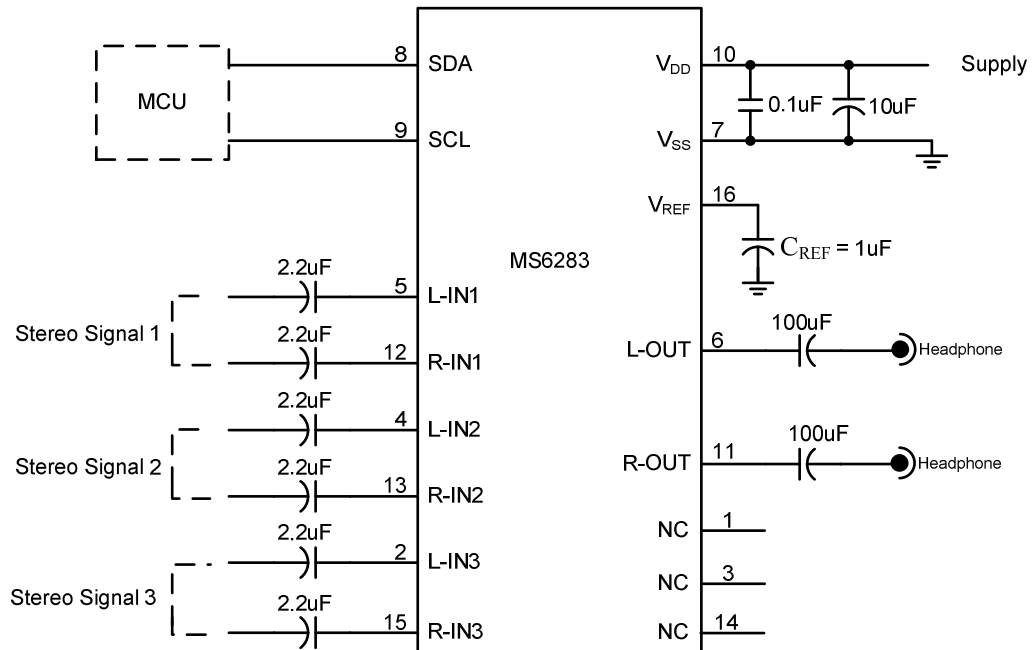 MCU
8 SDA
9 SCL
2.2uF
5 L-IN1
Stereo Signal 1
2.2uF
12 R-IN1
2.2uF
4 L-IN2
Stereo Signal 2
2.2uF
13 R-IN2
2.2uF
2 L-IN3
Stereo Signal 3
2.2uF
15 R-IN3
MS6283
VDD 10 Supply
0.1uF 10uF
VSS 7
VREF 16
CREF = 1uF
100uF
L-OUT 6 Headphone
100uF
R-OUT 11 Headphone
NC 1
NC 3
NC 14